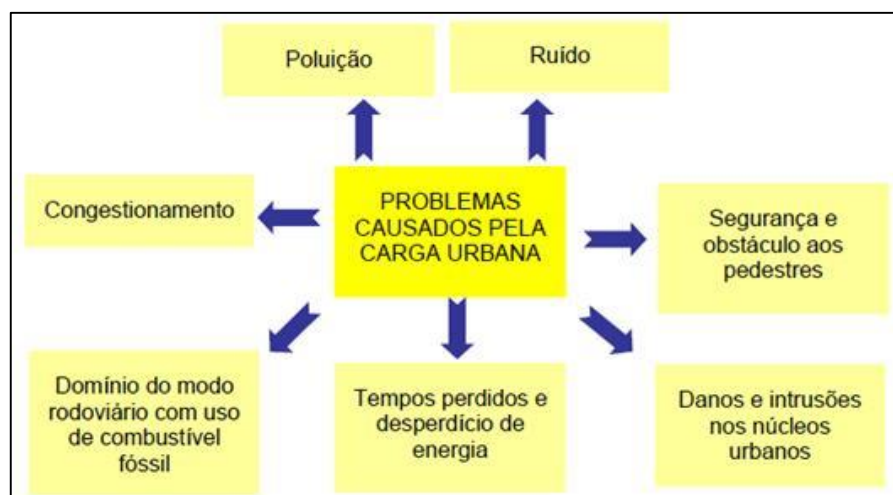 Poluição
Ruído
Congestionamento
PROBLEMAS
CAUSADOS PELA
CARGA URBANA
Segurança e
obstáculo aos
pedestres
Domínio do modo
rodoviário com uso
de combustível
fóssil
Tempos perdidos e
desperdício de
energia
Danos e intrusões
nos núcleos
urbanos